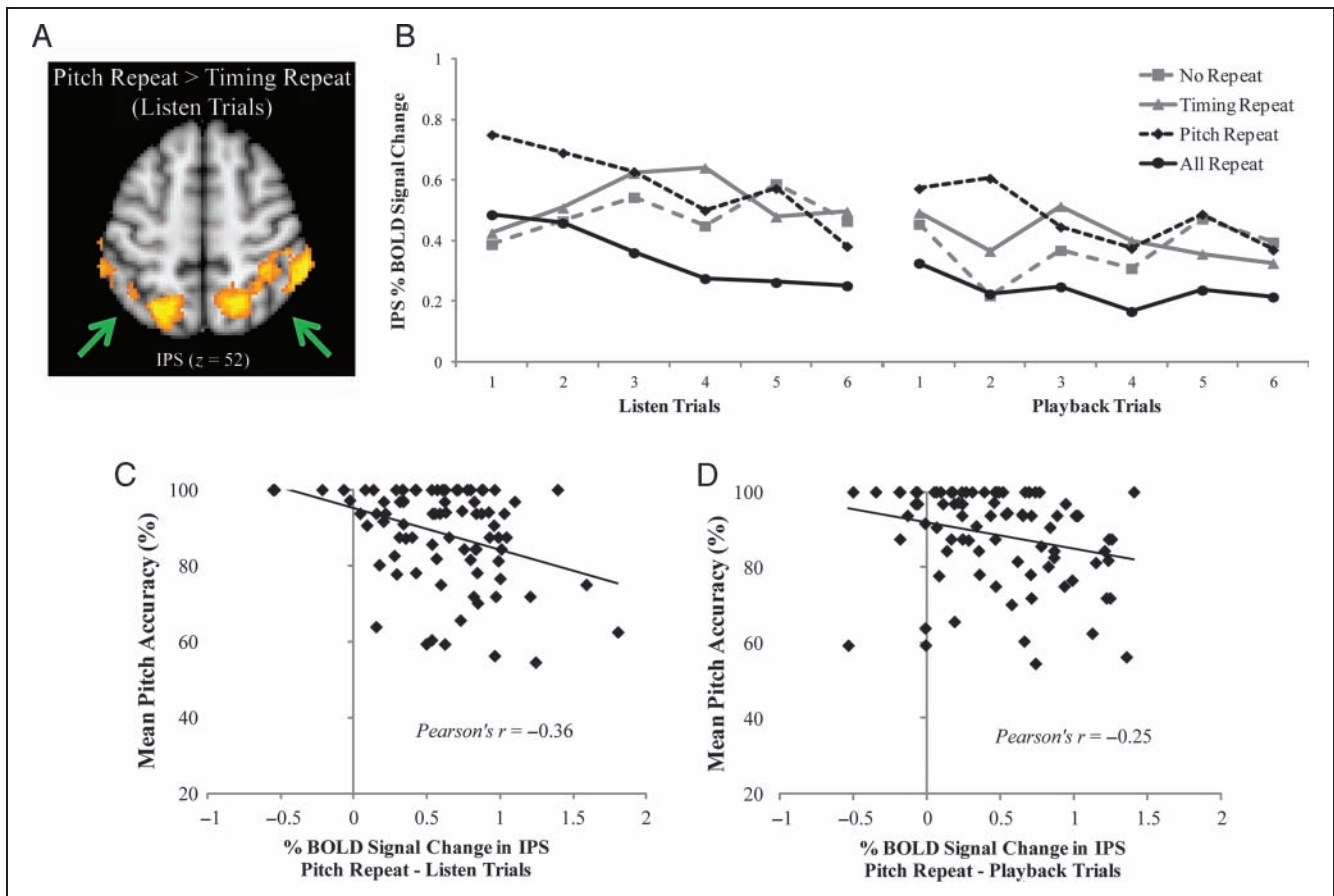 A
Pitch Repeat > Timing Repeat
(Listen Trials)
IPS (z = 52)
B
IPS % BOLD Signal Change
1
0.8
0.6
0.4
0.2
0
No Repeat
Timing Repeat
Pitch Repeat
All Repeat
1 2 3 4 5 6
Listen Trials
1 2 3 4 5 6
Playback Trials
C
Mean Pitch Accuracy (%)
100
80
60
40
20
Pearson's r = –0.36
–1 –0.5 0 0.5 1 1.5 2
% BOLD Signal Change in IPS
Pitch Repeat - Listen Trials
D
Mean Pitch Accuracy (%)
100
80
60
40
20
Pearson's r = –0.25
–1 –0.5 0 0.5 1 1.5 2
% BOLD Signal Change in IPS
Pitch Repeat - Playback Trials